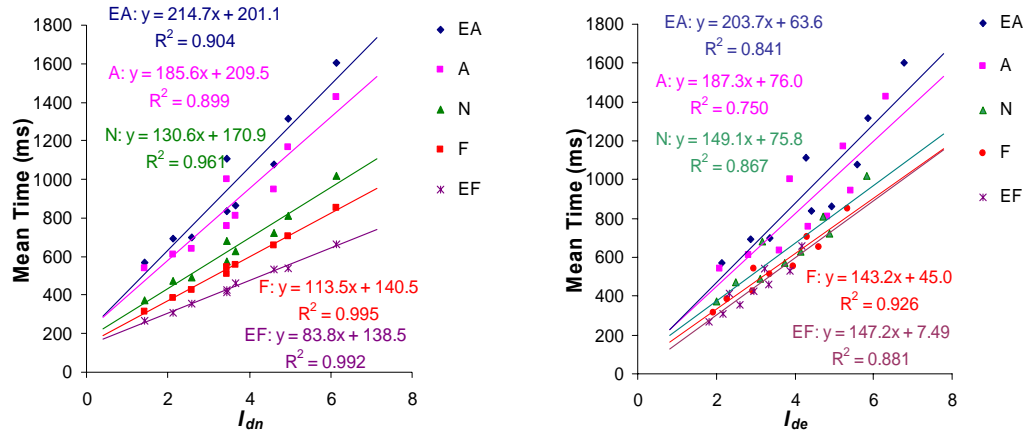 EA: y = 214.7x + 201.1
R² = 0.904
A: y = 185.6x + 209.5
R² = 0.899
N: y = 130.6x + 170.9
R² = 0.961
F: y = 113.5x + 140.5
R² = 0.995
EF: y = 83.8x + 138.5
R² = 0.992
Mean Time (ms)
1800
1600
1400
1200
1000
800
600
400
200
0
0 2 4 6 8
I_dn
EA
A
N
F
EF
EA: y = 203.7x + 63.6
R² = 0.841
A: y = 187.3x + 76.0
R² = 0.750
N: y = 149.1x + 75.8
R² = 0.867
F: y = 143.2x + 45.0
R² = 0.926
EF: y = 147.2x + 7.49
R² = 0.881
Mean Time (ms)
1800
1600
1400
1200
1000
800
600
400
200
0
0 2 4 6 8
I_de
EA
A
N
F
EF